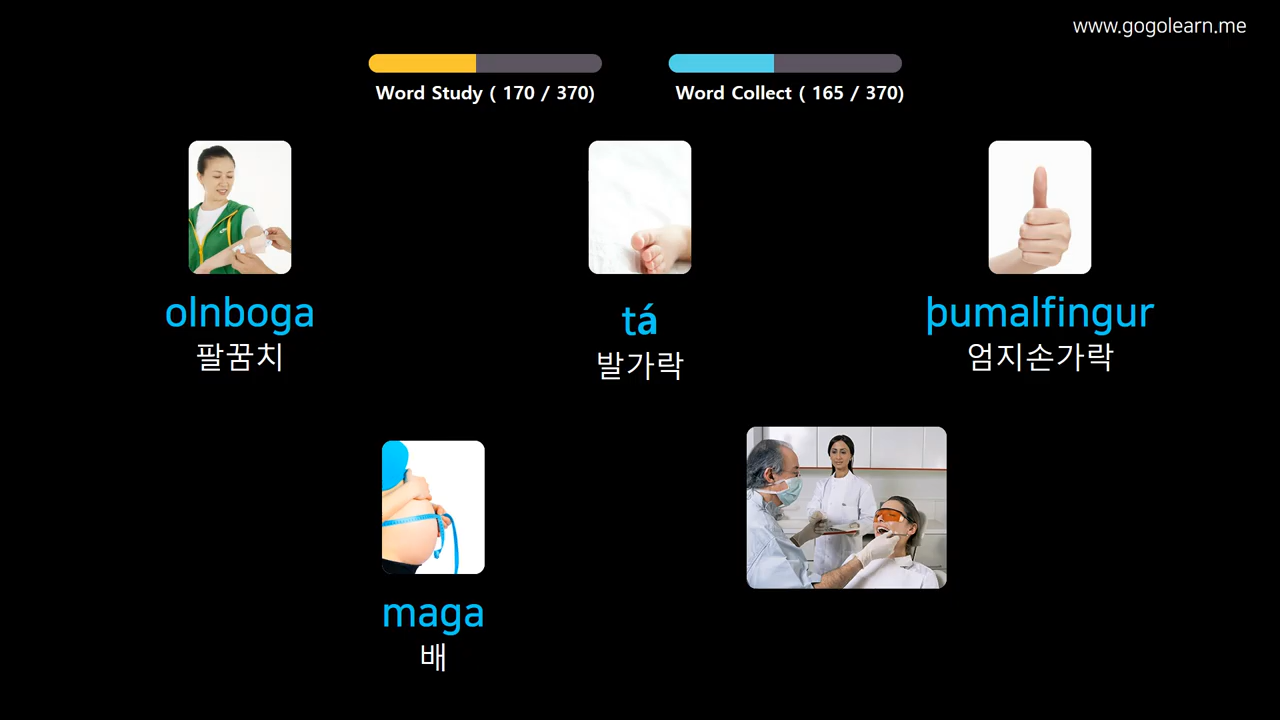 www.gogolearn.me
Word Study ( 170 / 370)
Word Collect ( 165 / 370)
olnboga
팔꿈치
tá
발가락
þumalfingur
엄지손가락
maga
배